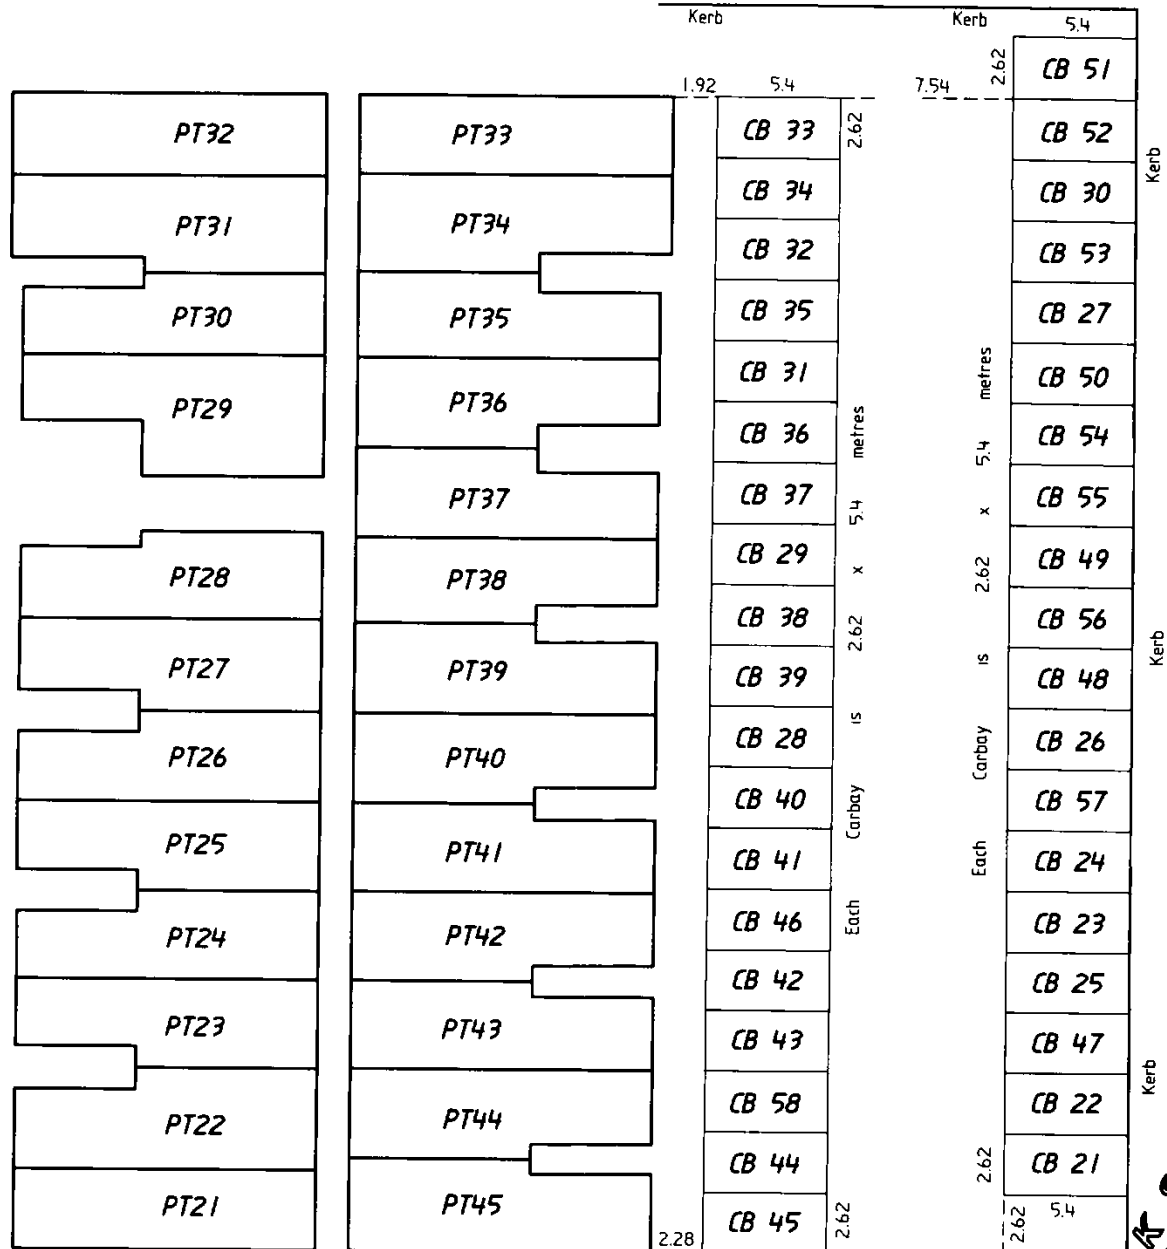 Kerb
Kerb
5.4
2.62
CB 51
1.92
5.4
7.54
PT32
PT33
CB 33
2.62
CB 52
Kerb
PT31
PT34
CB 34
CB 30
CB 32
CB 53
PT30
PT35
CB 35
CB 27
PT29
PT36
CB 31
CB 50
CB 36
CB 54
PT37
CB 37
CB 55
PT28
PT38
CB 29
CB 49
PT27
PT39
CB 38
CB 56
Kerb
CB 39
CB 48
PT26
PT40
CB 28
CB 26
CB 40
CB 57
PT25
PT41
CB 41
CB 24
PT24
PT42
CB 46
CB 23
CB 42
CB 25
PT23
PT43
CB 43
CB 47
Kerb
PT22
PT44
CB 58
CB 22
CB 44
CB 21
2.62
PT21
PT45
2.28
CB 45
2.62
2.62
5.4
Each Carbay is 2.62 x 5.4 metres
Each Carbay is 2.62 x 5.4 metres